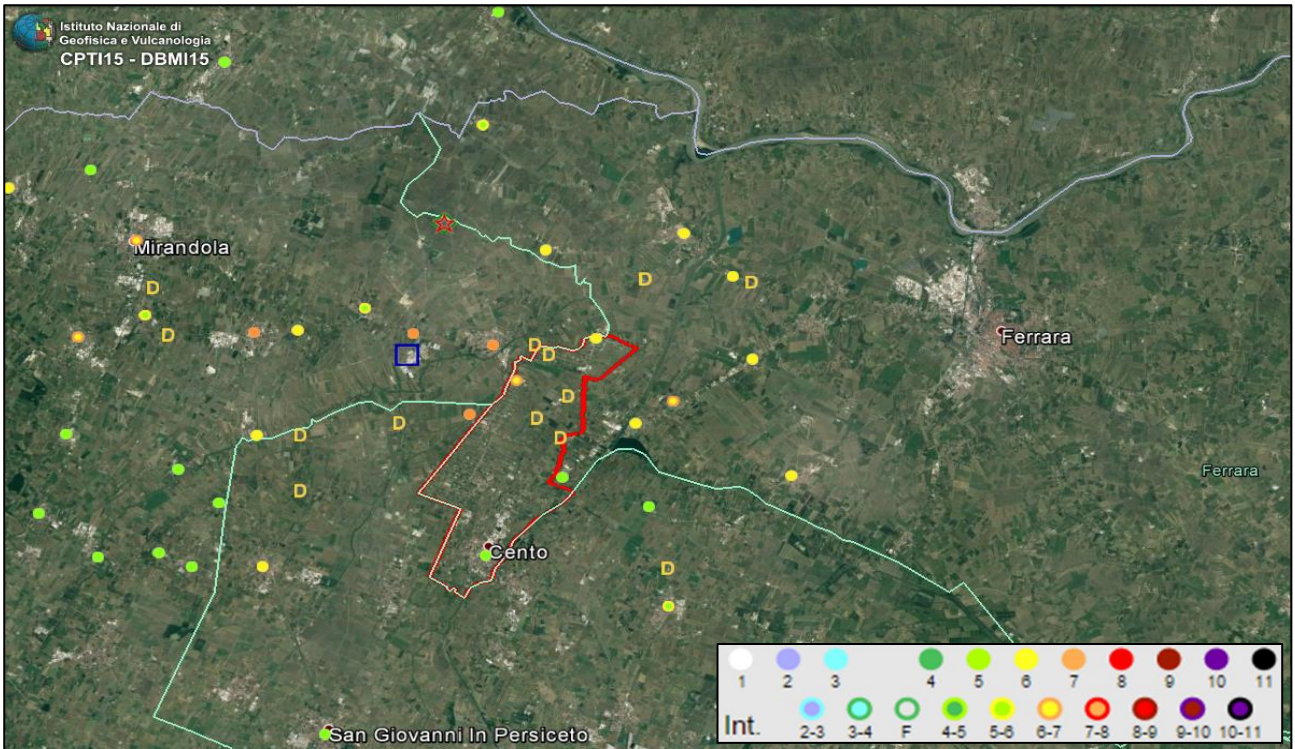 Istituto Nazionale di
Geofisica e Vulcanologia
CPTI15 - DBMI15
Mirandola
D
D
D
D
Ferrara
D
D
D
D
D
D
D
Ferrara
D
Cento
D
San Giovanni In Persiceto
1 2 3 4 5 6 7 8 9 10 11
Int. 2-3 3-4 F 4-5 5-6 6-7 7-8 8-9 9-10 10-11